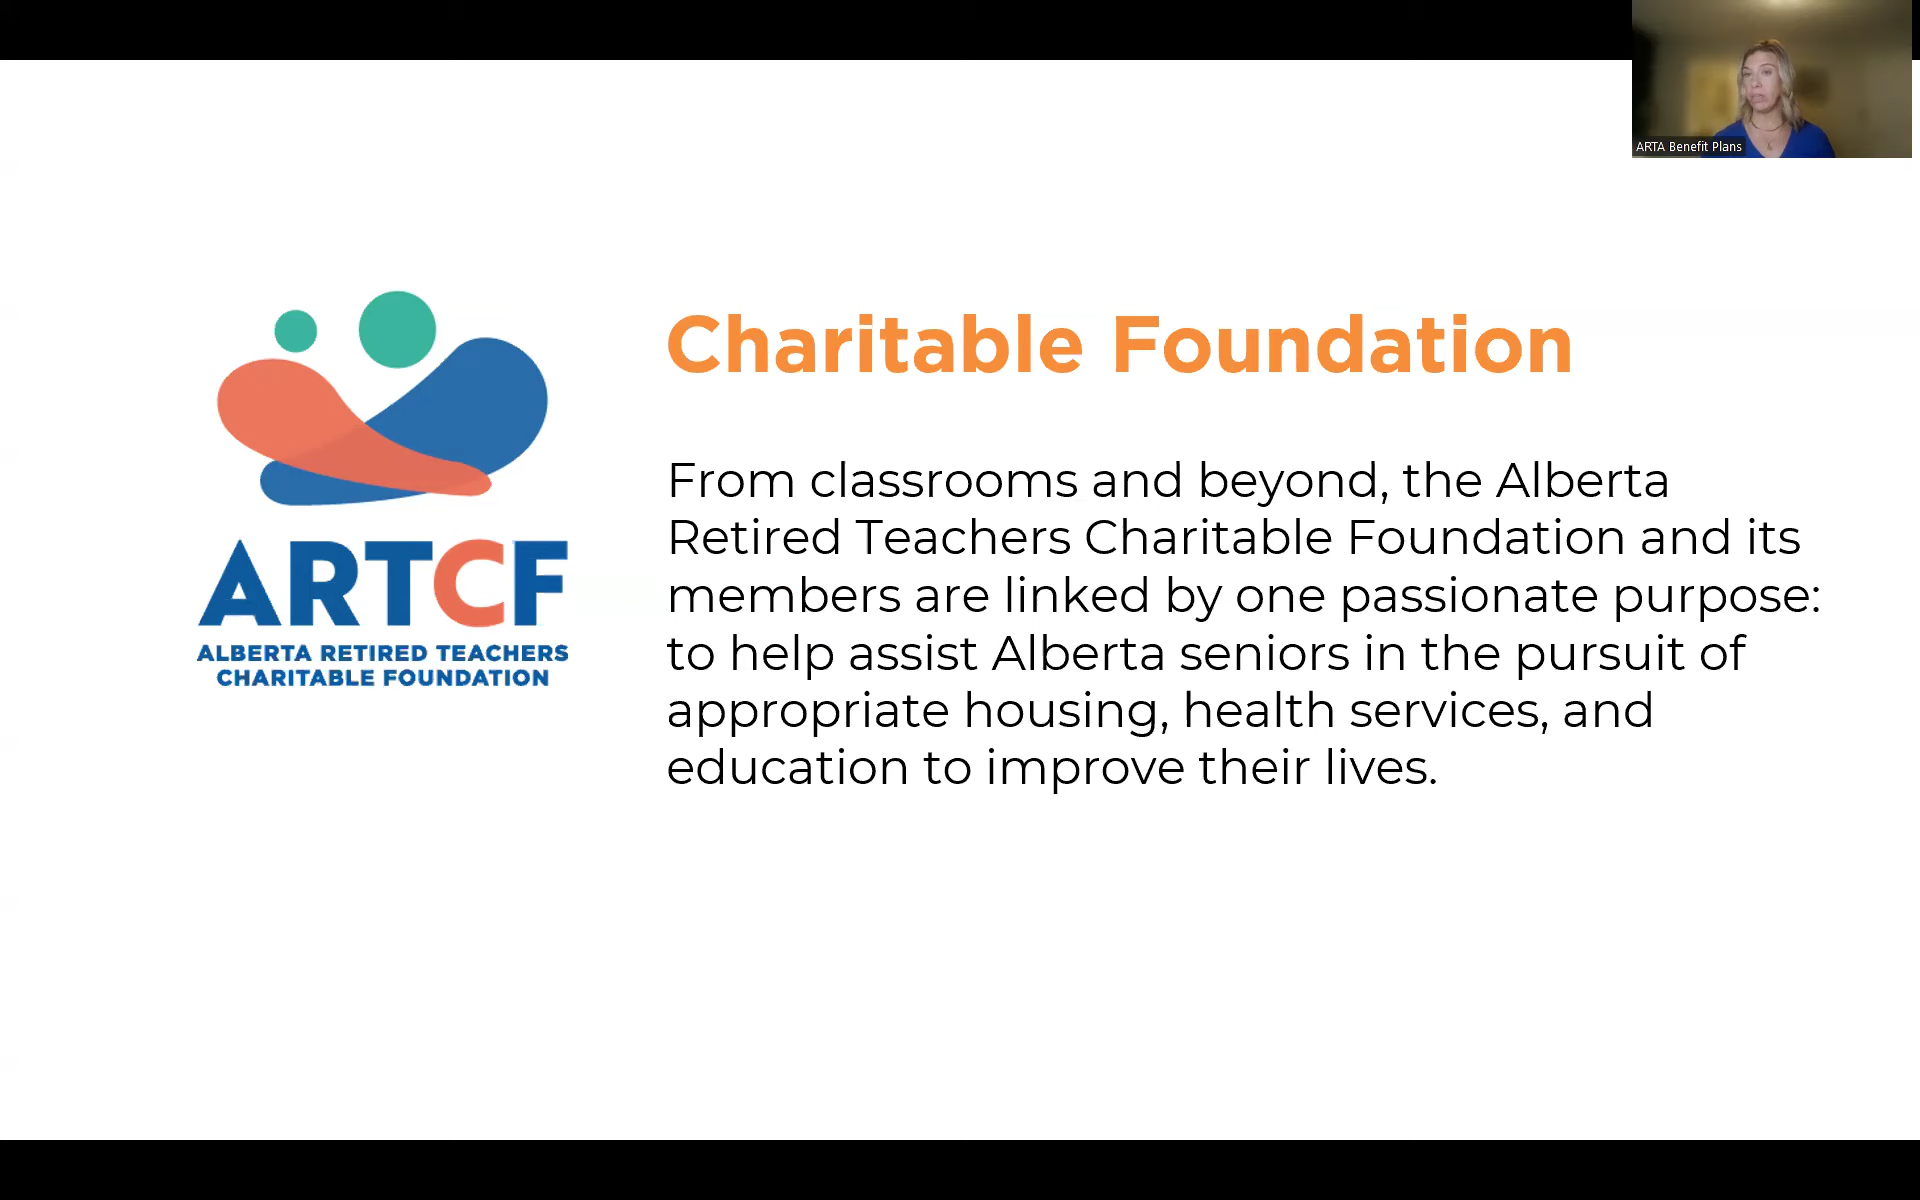 ARTA Benefit Plans
ARTCF
ALBERTA RETIRED TEACHERS
CHARITABLE FOUNDATION
Charitable Foundation
From classrooms and beyond, the Alberta
Retired Teachers Charitable Foundation and its
members are linked by one passionate purpose:
to help assist Alberta seniors in the pursuit of
appropriate housing, health services, and
education to improve their lives.